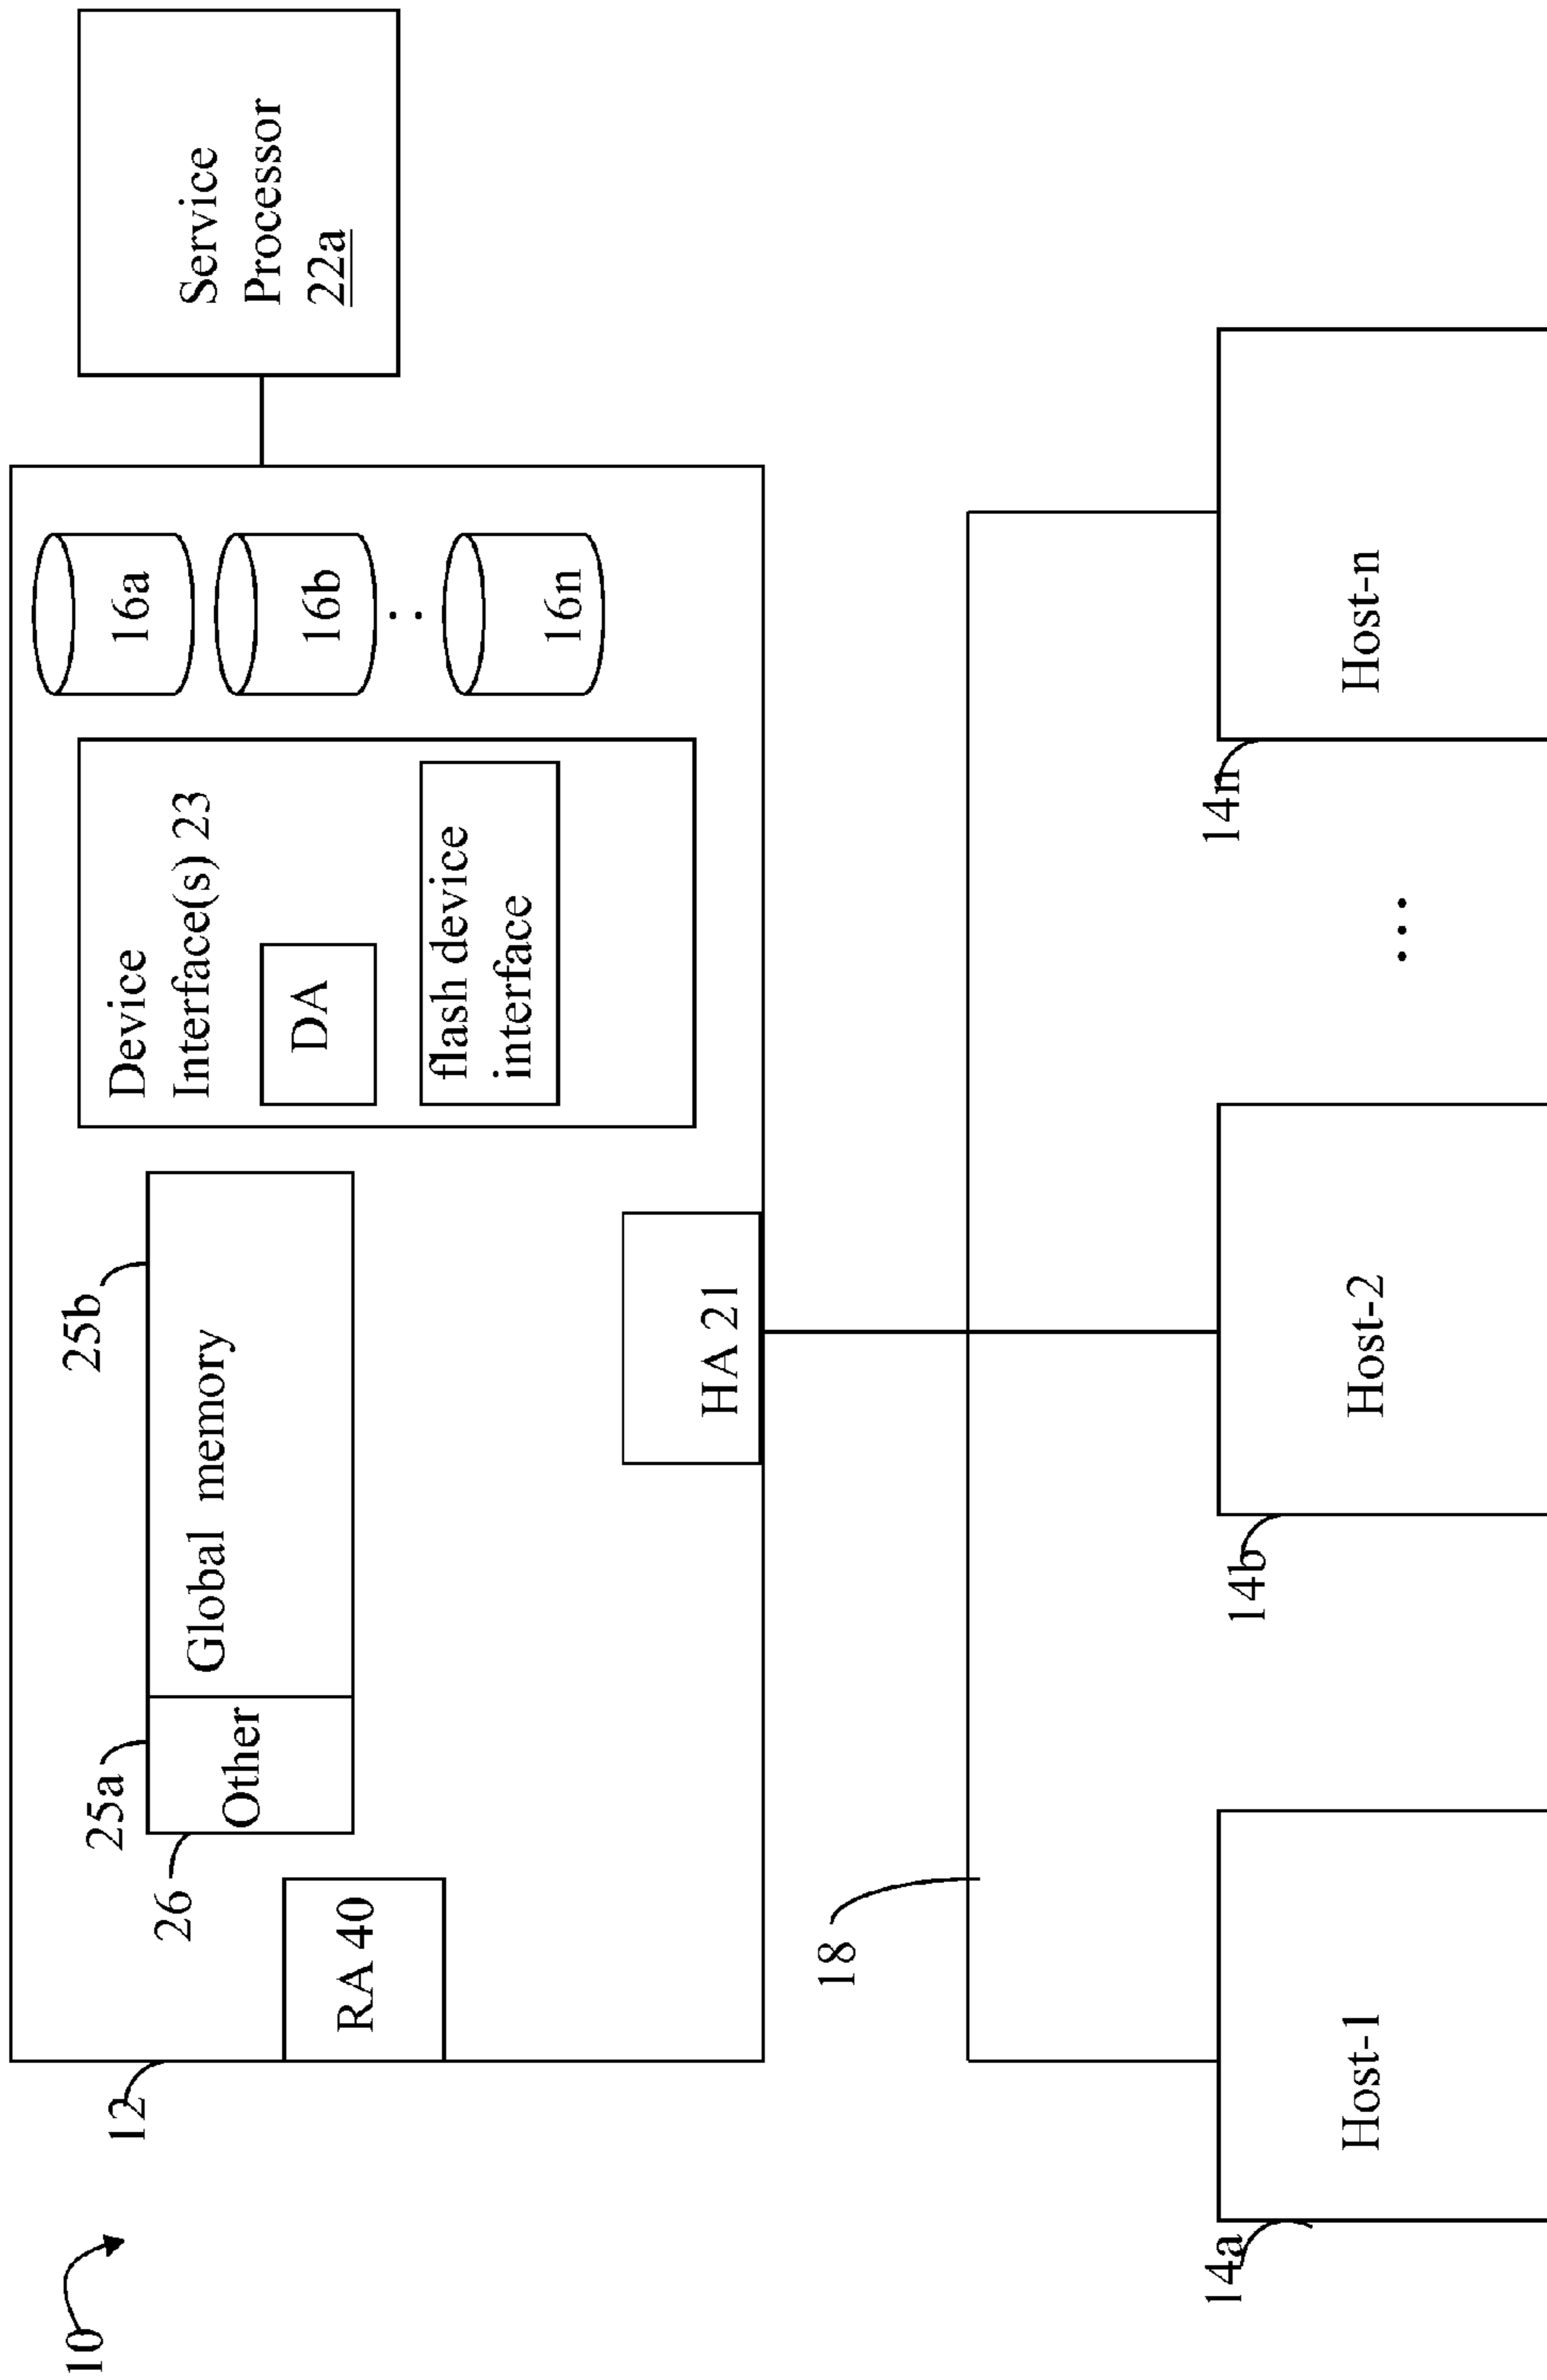 10
12
25a
25b
26
Other
Global memory
RA 40
HA 21
Device
Interface(s) 23
DA
flash device
interface
16a
16b
16n
Service
Processor
22a
18
14a
Host-1
14b
Host-2
14n
Host-n